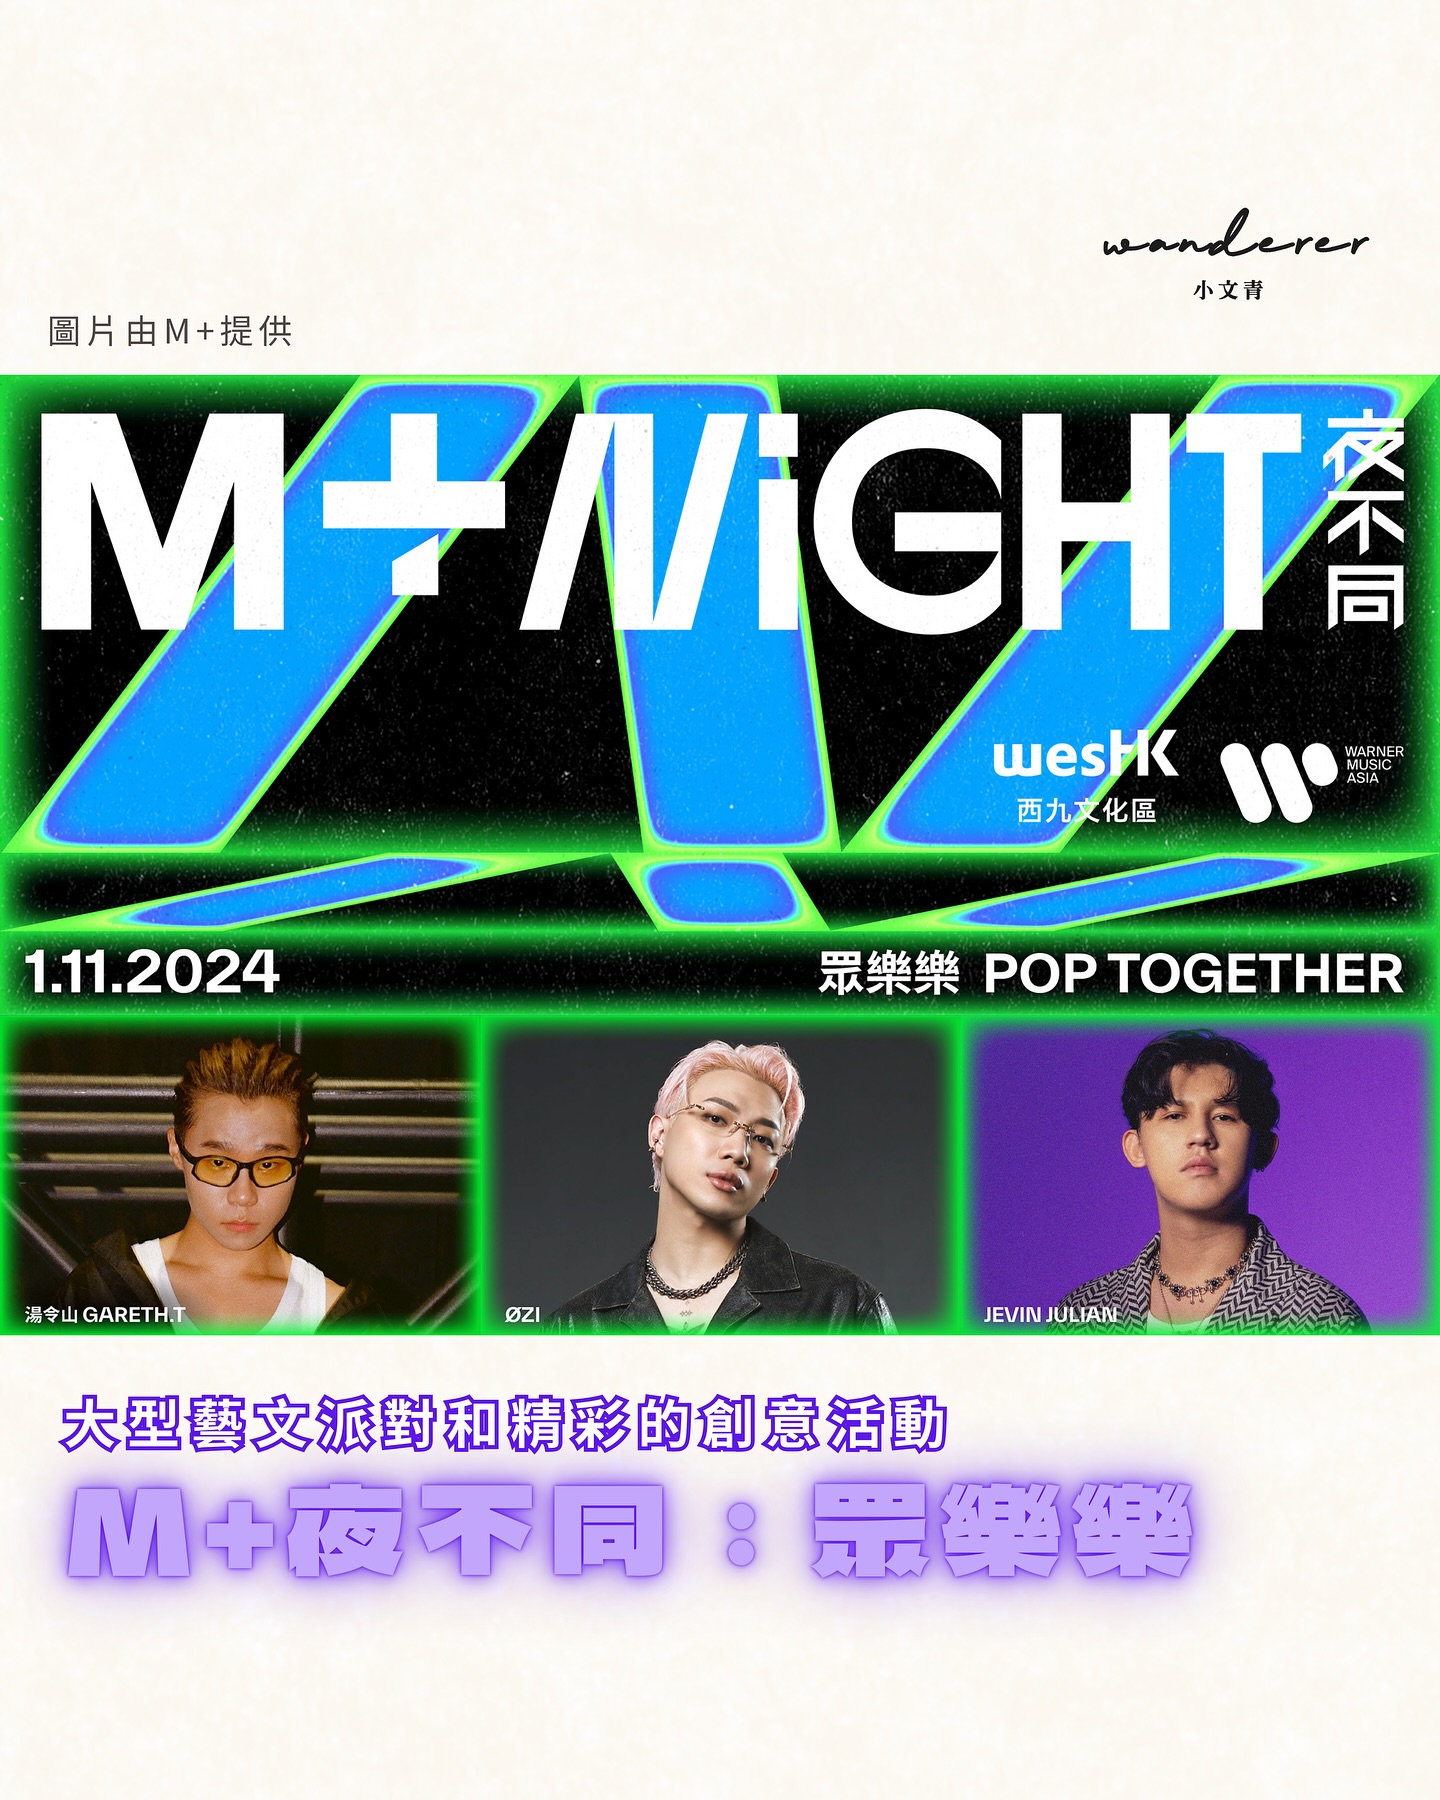 wanderer
小文青
圖片由M+提供
M+ NiGHT
夜不同
wesHK
西九文化區
WARNER
MUSIC
ASIA
1.11.2024
眾樂樂 POP TOGETHER
湯令山 GARETH.T
ØZI
JEVIN JULIAN
大型藝文派對和精彩的創意活動
M+夜不同：眾樂樂